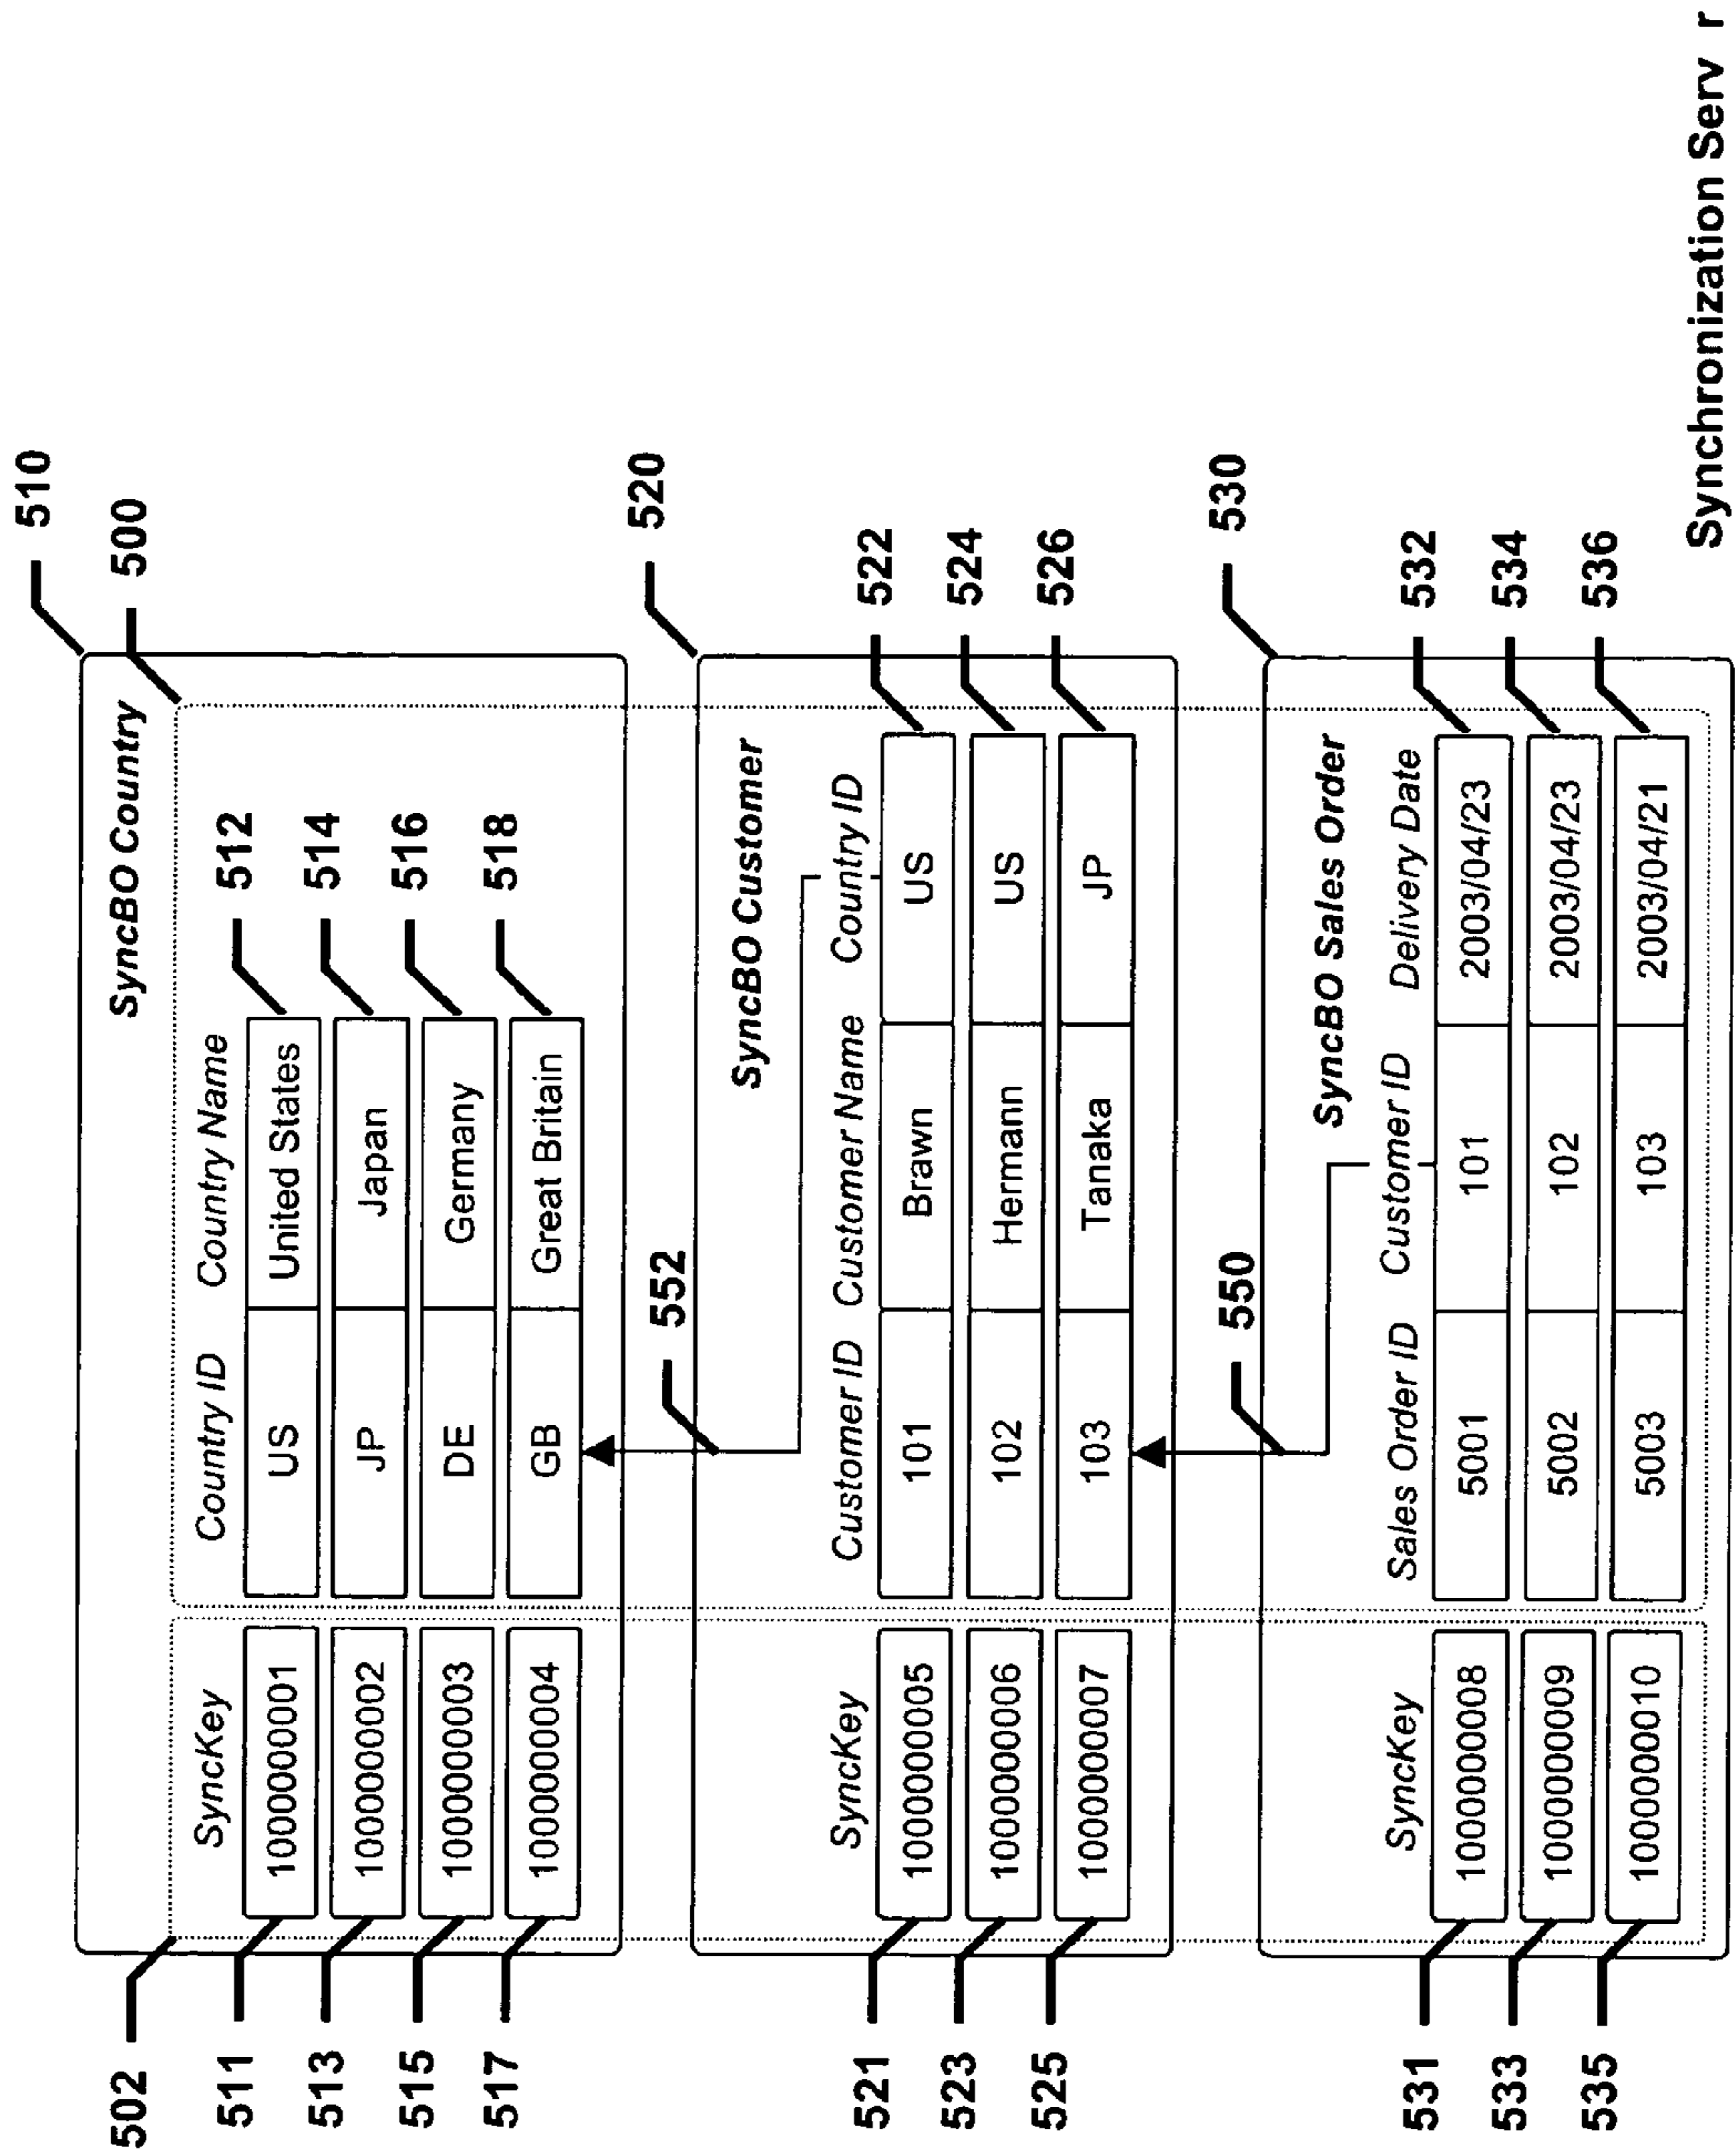 510
502 SyncBO Country 500
SyncKey Country ID Country Name
511 1000000001 US United States 512
513 1000000002 JP Japan 514
515 1000000003 DE Germany 516
517 1000000004 GB Great Britain 518
520
552
SyncBO Customer
SyncKey Customer ID Customer Name Country ID
521 1000000005 101 Brawn US 522
523 1000000006 102 Hermann US 524
525 1000000007 103 Tanaka JP 526
550 530
SyncBO Sales Order
SyncKey Sales Order ID Customer ID Delivery Date
531 1000000008 5001 101 2003/04/23 532
533 1000000009 5002 102 2003/04/23 534
535 1000000010 5003 103 2003/04/21 536
Synchronization Serv r